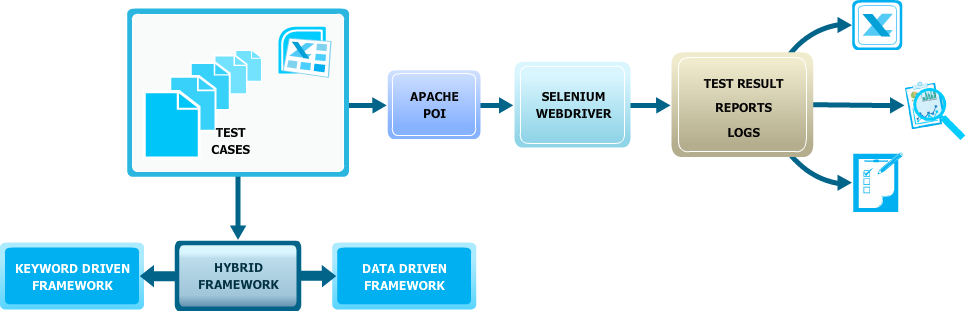 TEST
CASES
APACHE
POI
SELENIUM
WEBDRIVER
TEST RESULT
REPORTS
LOGS
KEYWORD DRIVEN
FRAMEWORK
HYBRID
FRAMEWORK
DATA DRIVEN
FRAMEWORK